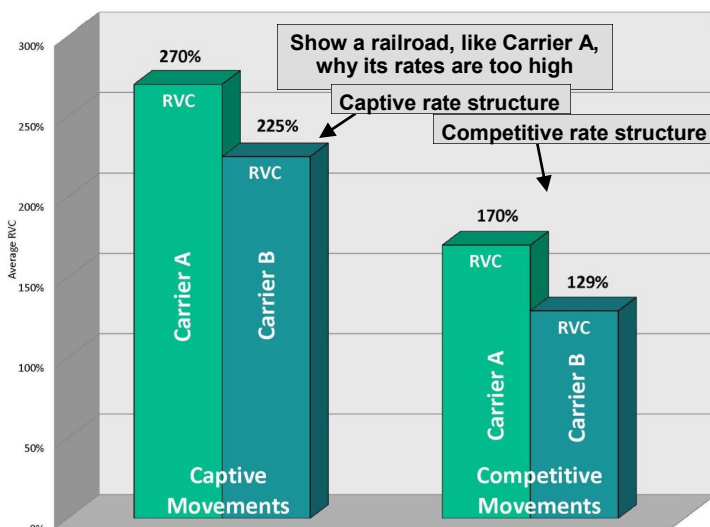 Show a railroad, like Carrier A,
why its rates are too high
Captive rate structure
Competitive rate structure
300%
250%
200%
150%
100%
50%
0%
Average RVC
270%
RVC
Carrier A
225%
RVC
Carrier B
Captive
Movements
170%
RVC
Carrier A
129%
RVC
Carrier B
Competitive
Movements